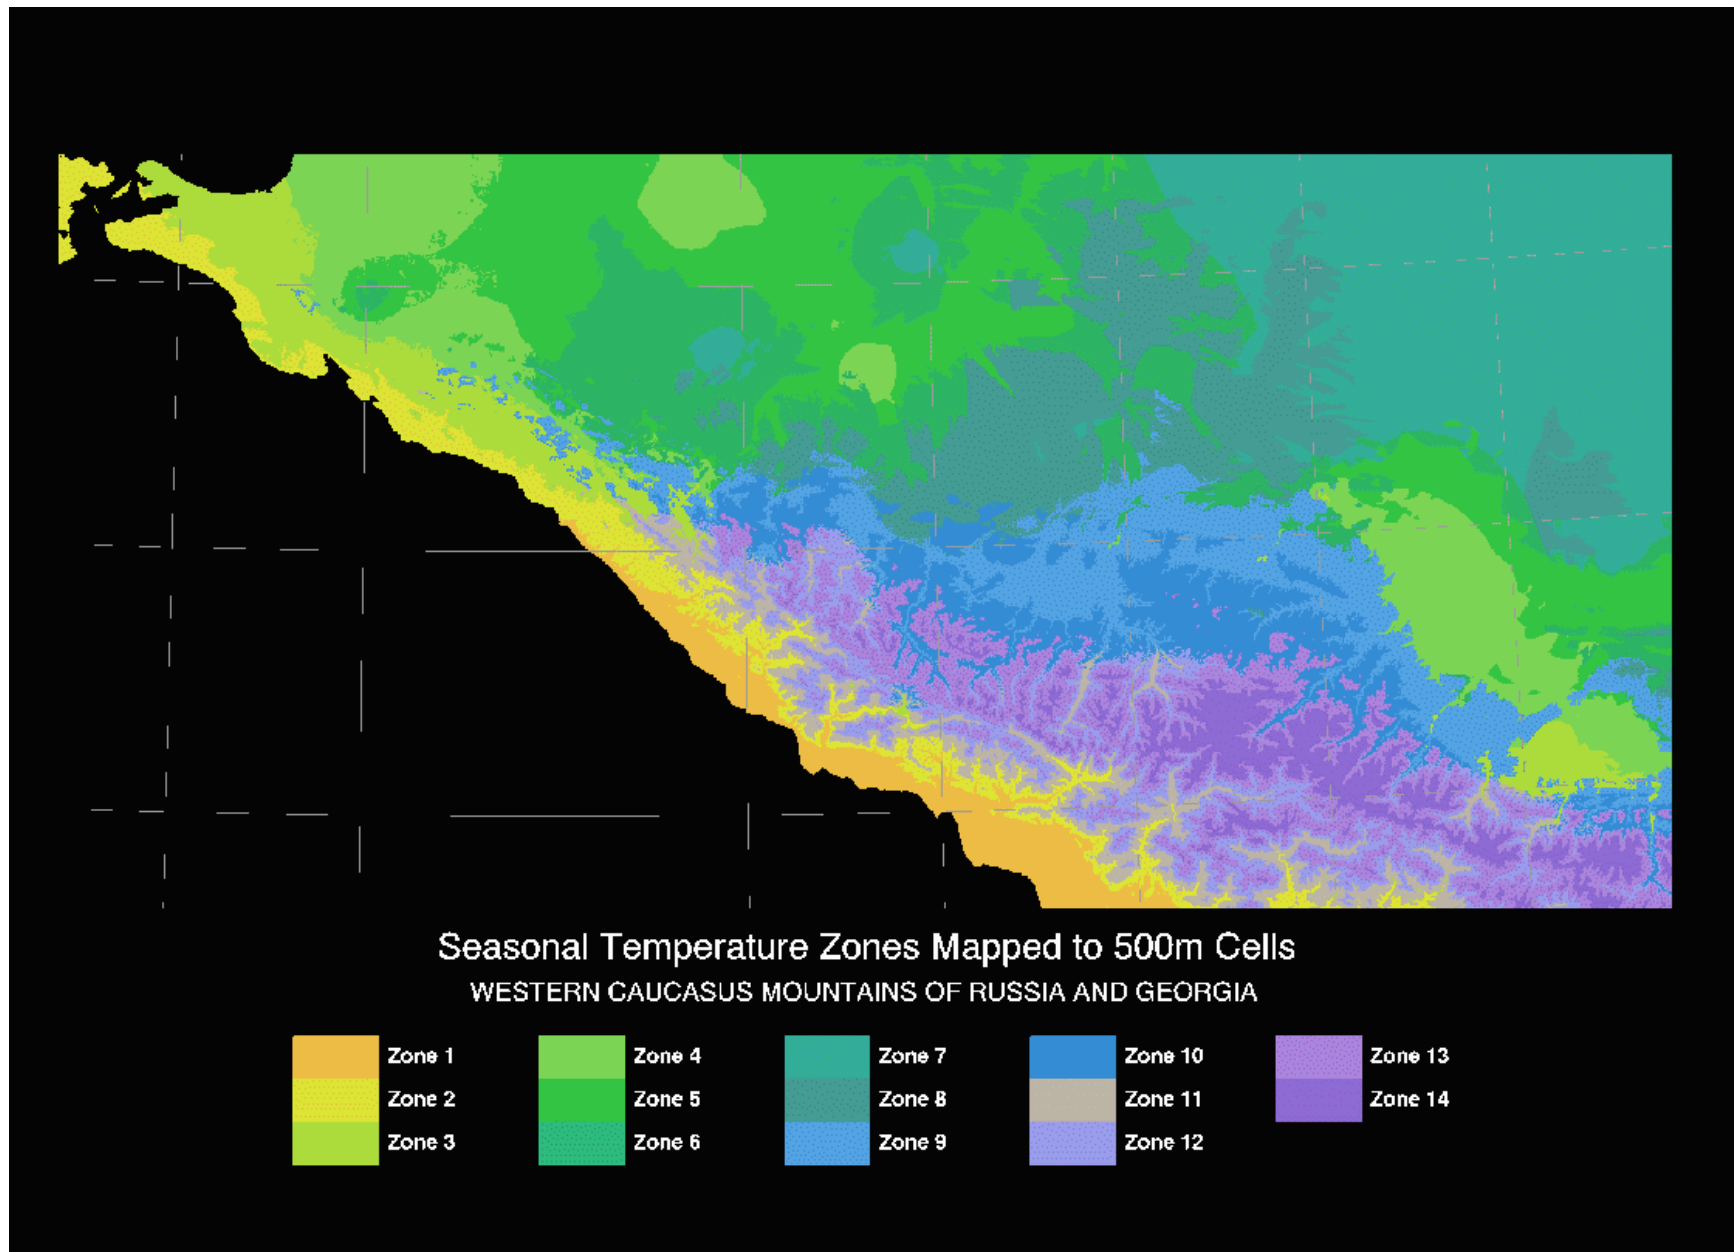 Seasonal Temperature Zones Mapped to 500m Cells
WESTERN CAUCASUS MOUNTAINS OF RUSSIA AND GEORGIA
Zone 1
Zone 2
Zone 3
Zone 4
Zone 5
Zone 6
Zone 7
Zone 8
Zone 9
Zone 10
Zone 11
Zone 12
Zone 13
Zone 14